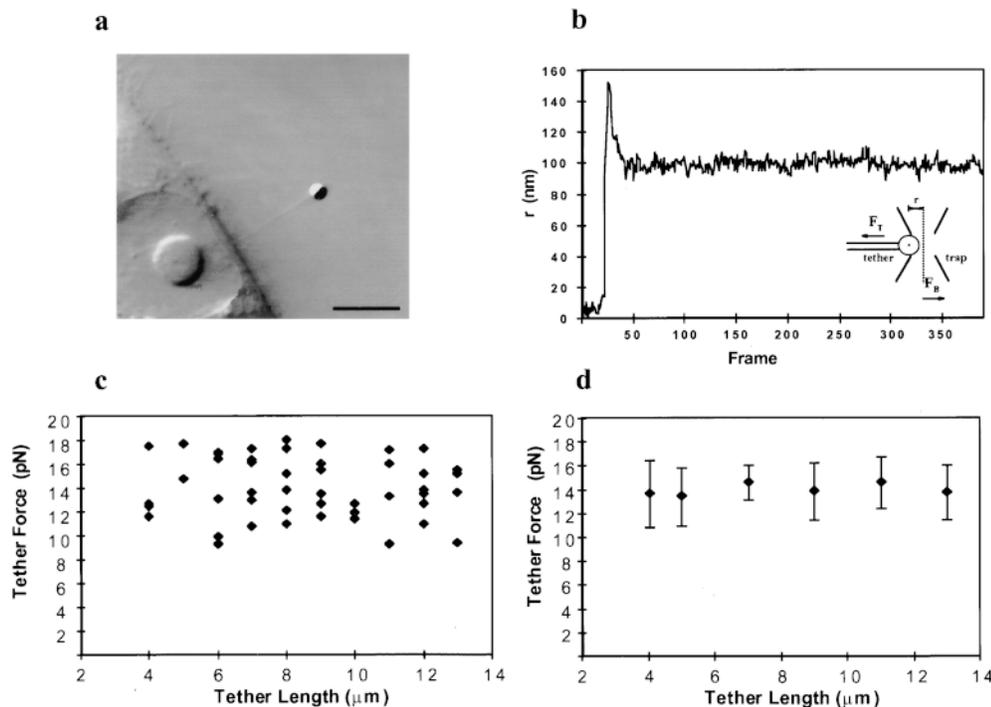 a
b
r (nm)
160
140
120
100
80
60
40
20
0
50 100 150 200 250 300 350
Frame
r
F_T
tether
trap
F_B
c
Tether Force (pN)
20
18
16
14
12
10
8
6
4
2
2 4 6 8 10 12 14
Tether Length (μm)
d
Tether Force (pN)
20
18
16
14
12
10
8
6
4
2
2 4 6 8 10 12 14
Tether Length (μm)